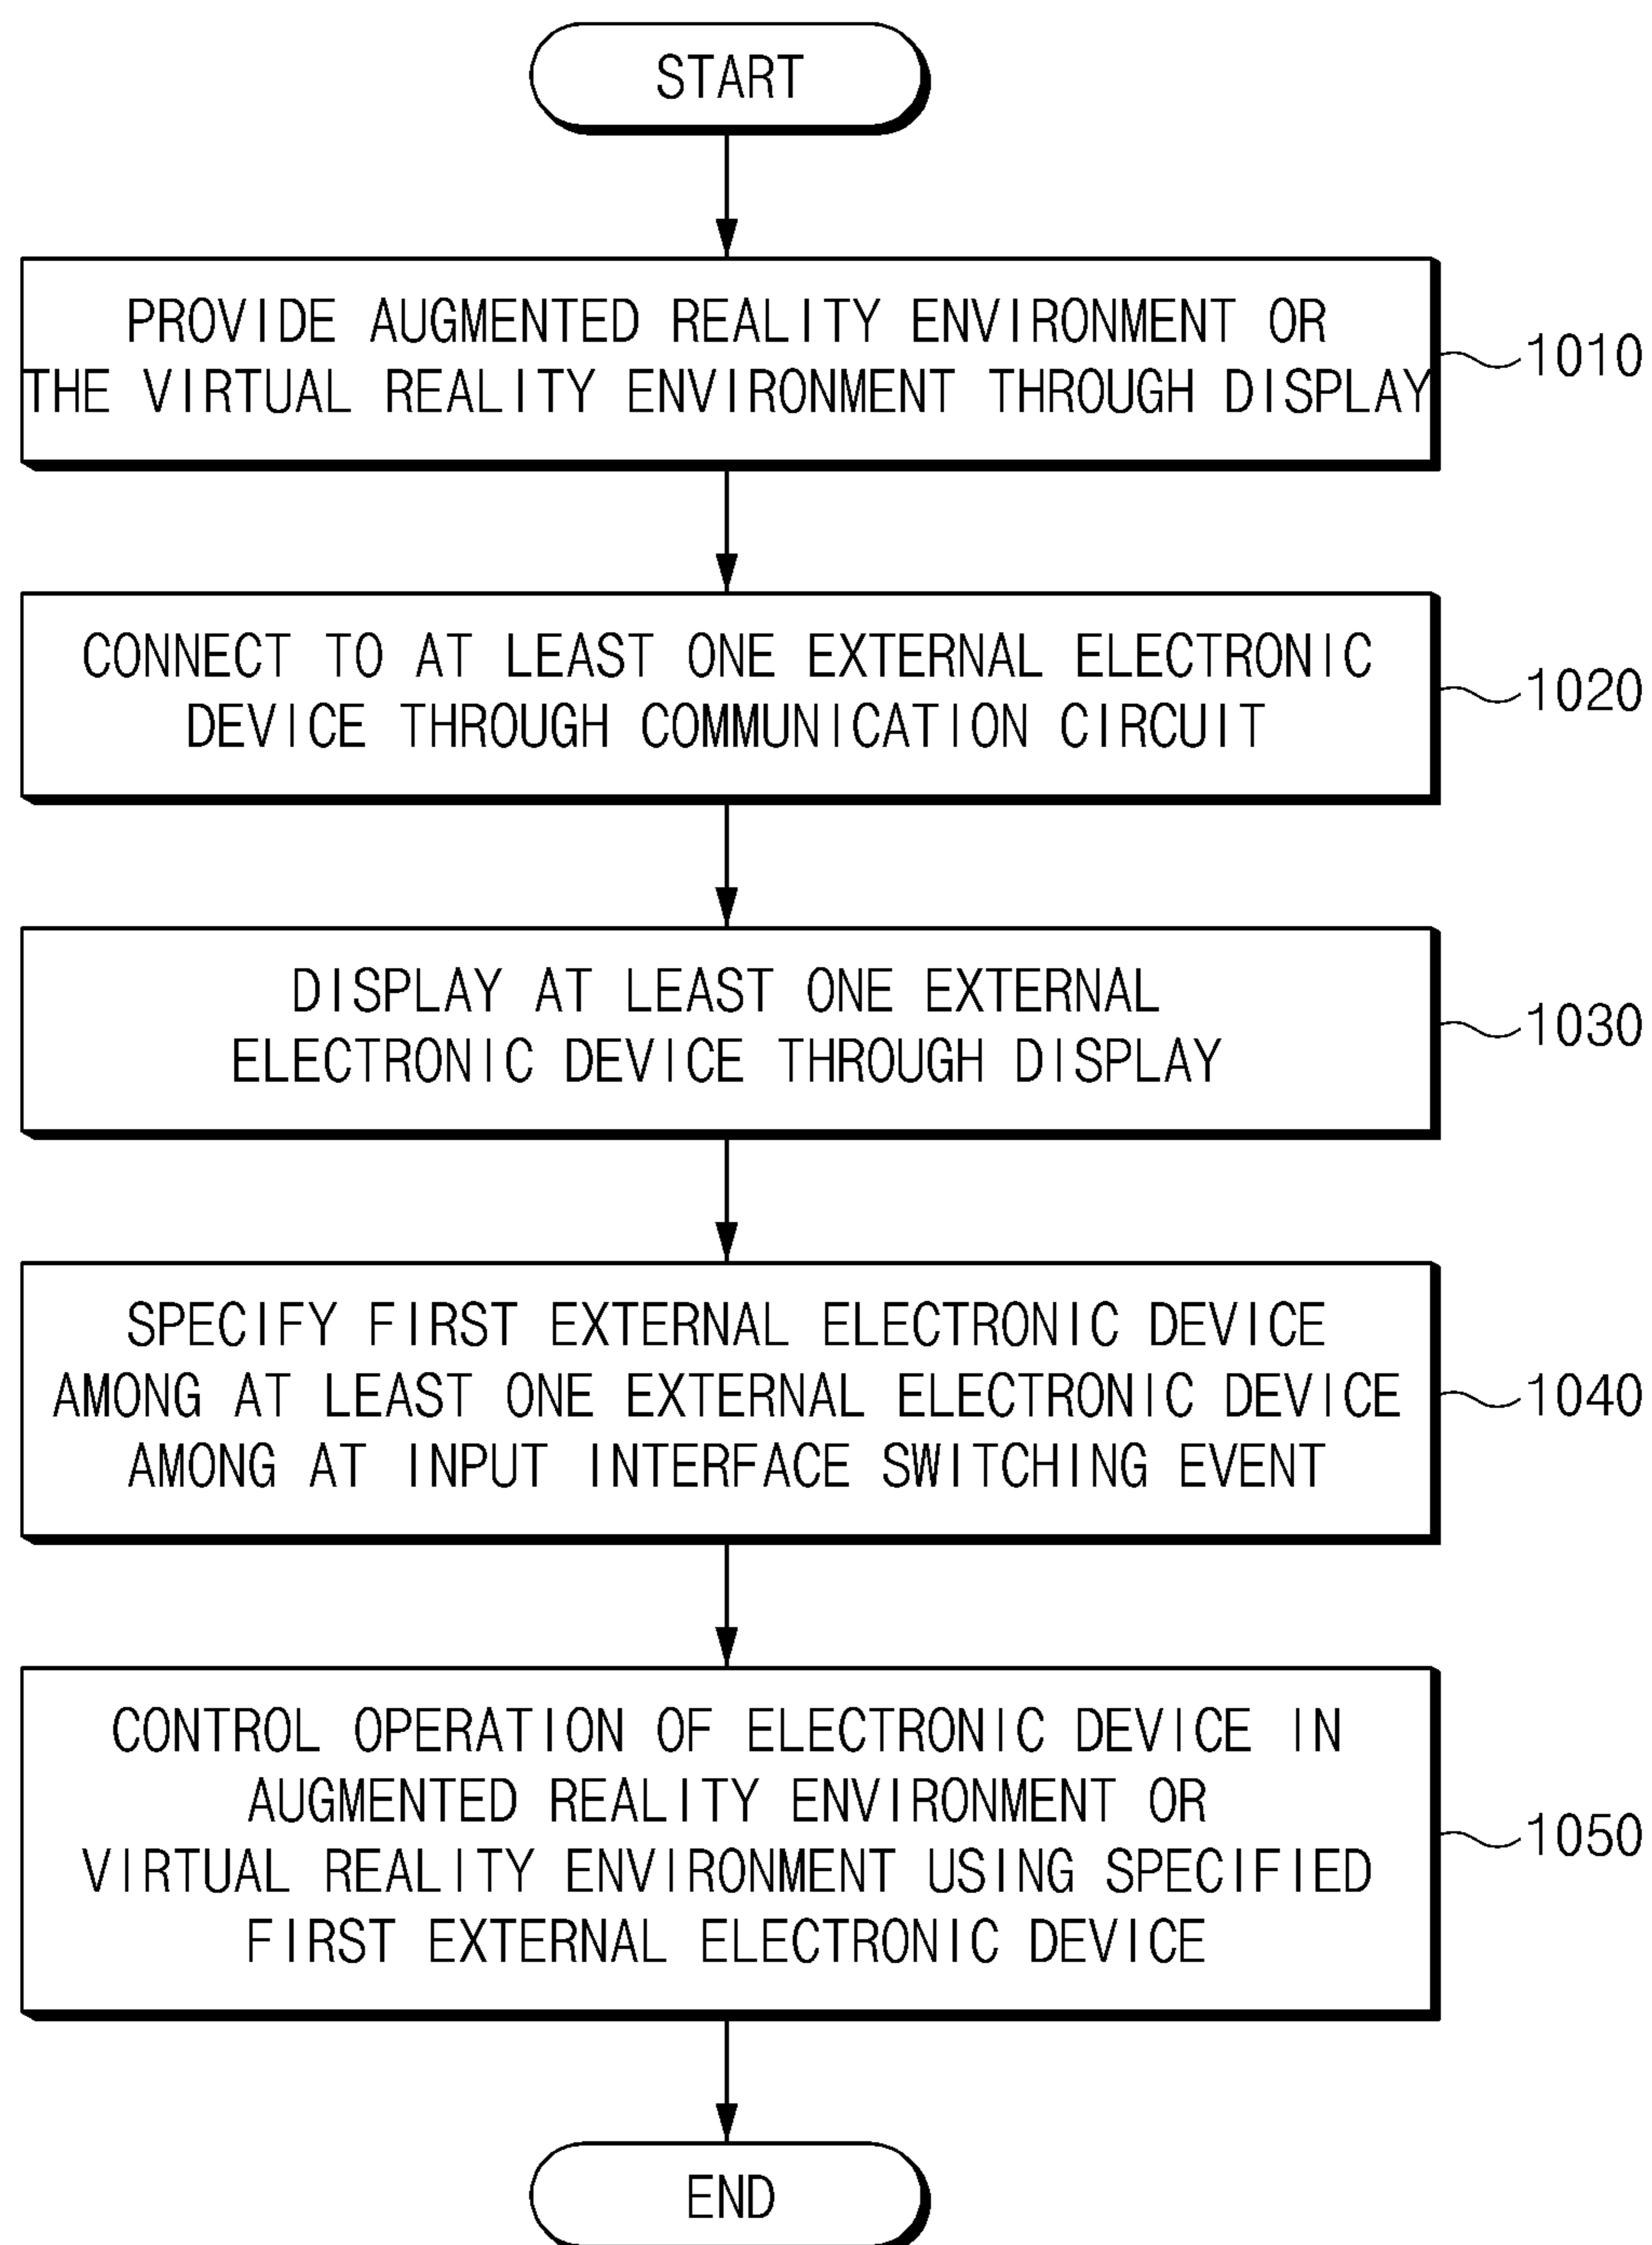 START
PROVIDE AUGMENTED REALITY ENVIRONMENT OR
THE VIRTUAL REALITY ENVIRONMENT THROUGH DISPLAY
1010
CONNECT TO AT LEAST ONE EXTERNAL ELECTRONIC
DEVICE THROUGH COMMUNICATION CIRCUIT
1020
DISPLAY AT LEAST ONE EXTERNAL
ELECTRONIC DEVICE THROUGH DISPLAY
1030
SPECIFY FIRST EXTERNAL ELECTRONIC DEVICE
AMONG AT LEAST ONE EXTERNAL ELECTRONIC DEVICE
AMONG AT INPUT INTERFACE SWITCHING EVENT
1040
CONTROL OPERATION OF ELECTRONIC DEVICE IN
AUGMENTED REALITY ENVIRONMENT OR
VIRTUAL REALITY ENVIRONMENT USING SPECIFIED
FIRST EXTERNAL ELECTRONIC DEVICE
1050
END